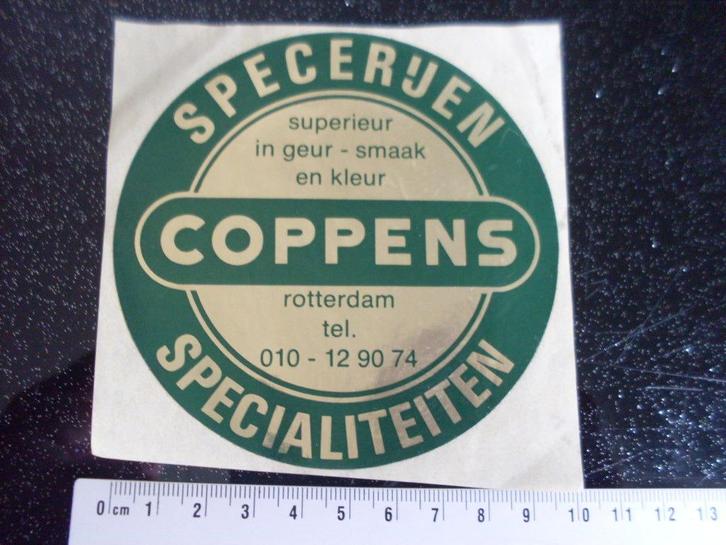 SPECERIJEN
superieur
in geur - smaak
en kleur
COPPENS
rotterdam
tel.
010 - 12 90 74
SPECIALITEITEN
0 cm 1 2 3 4 5 6 7 8 9 10 11 12 13